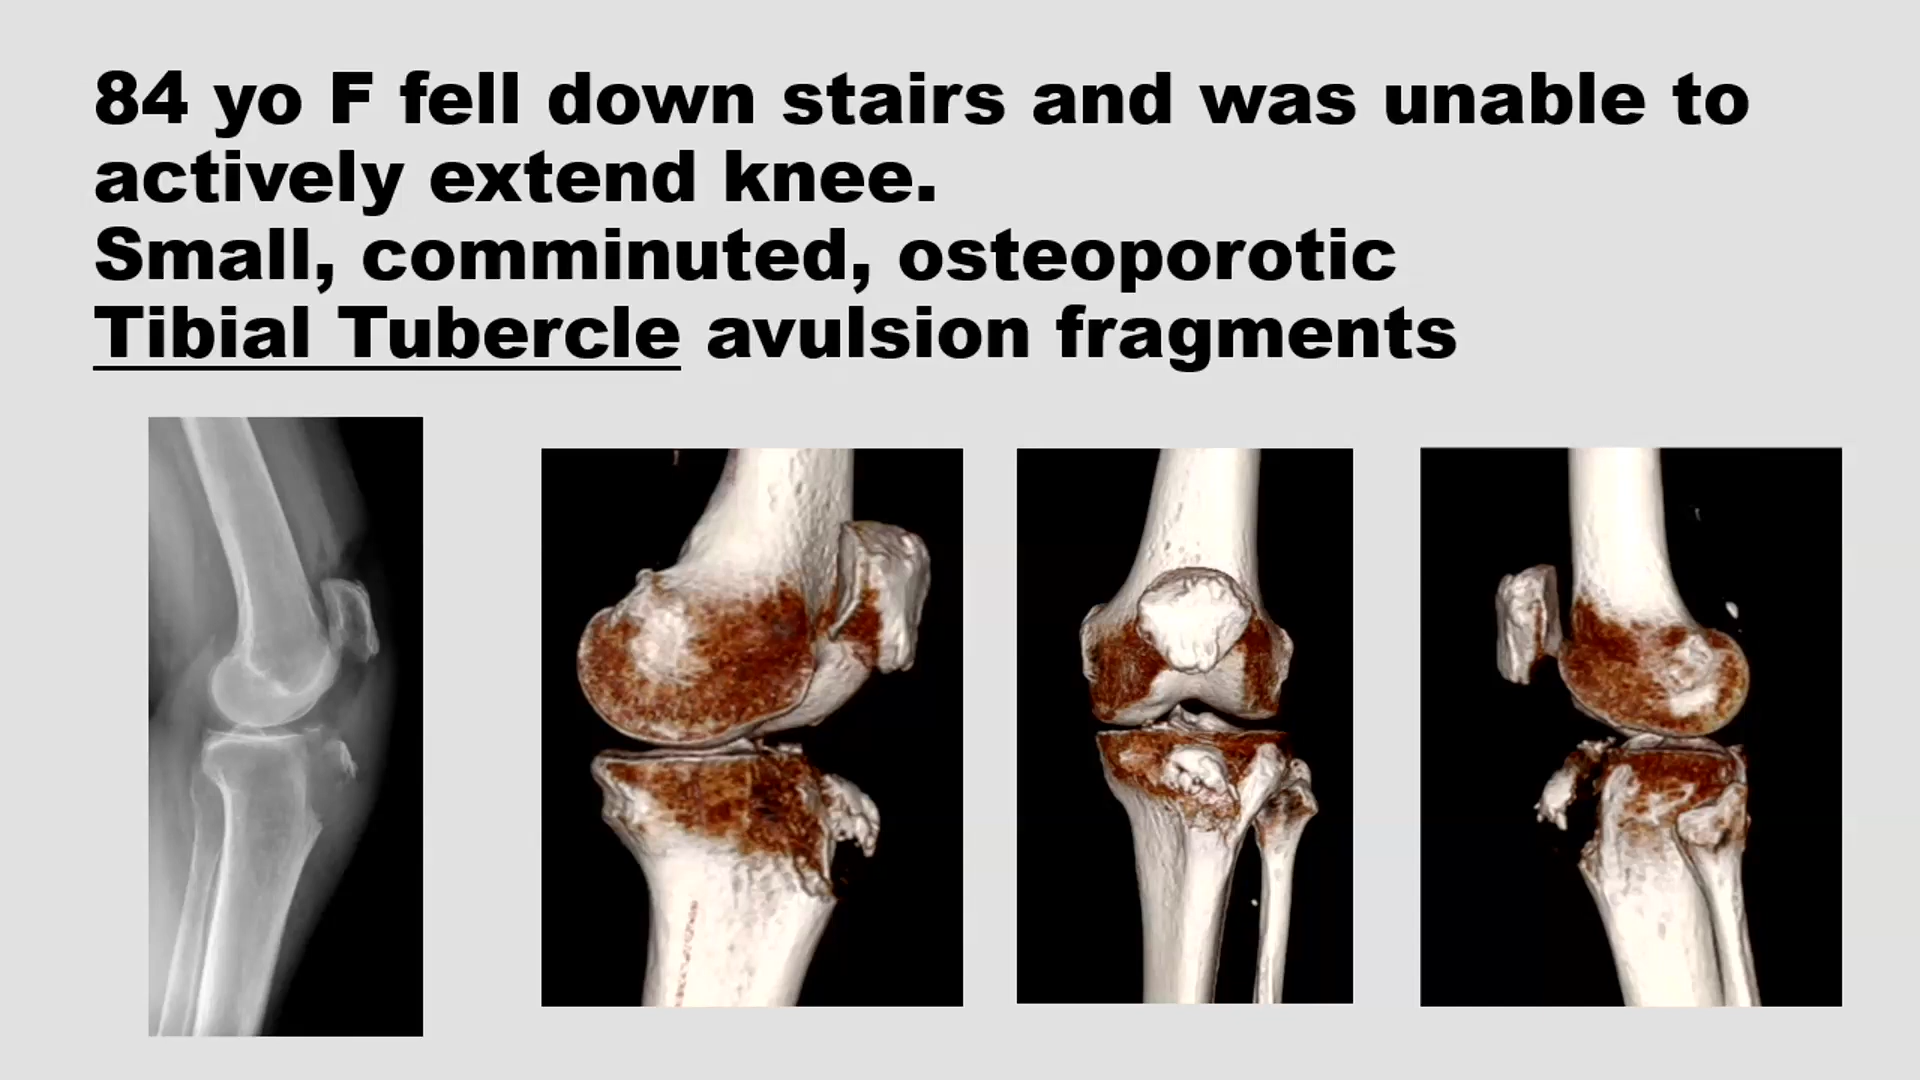 84 yo F fell down stairs and was unable to
actively extend knee.
Small, comminuted, osteoporotic
Tibial Tubercle avulsion fragments